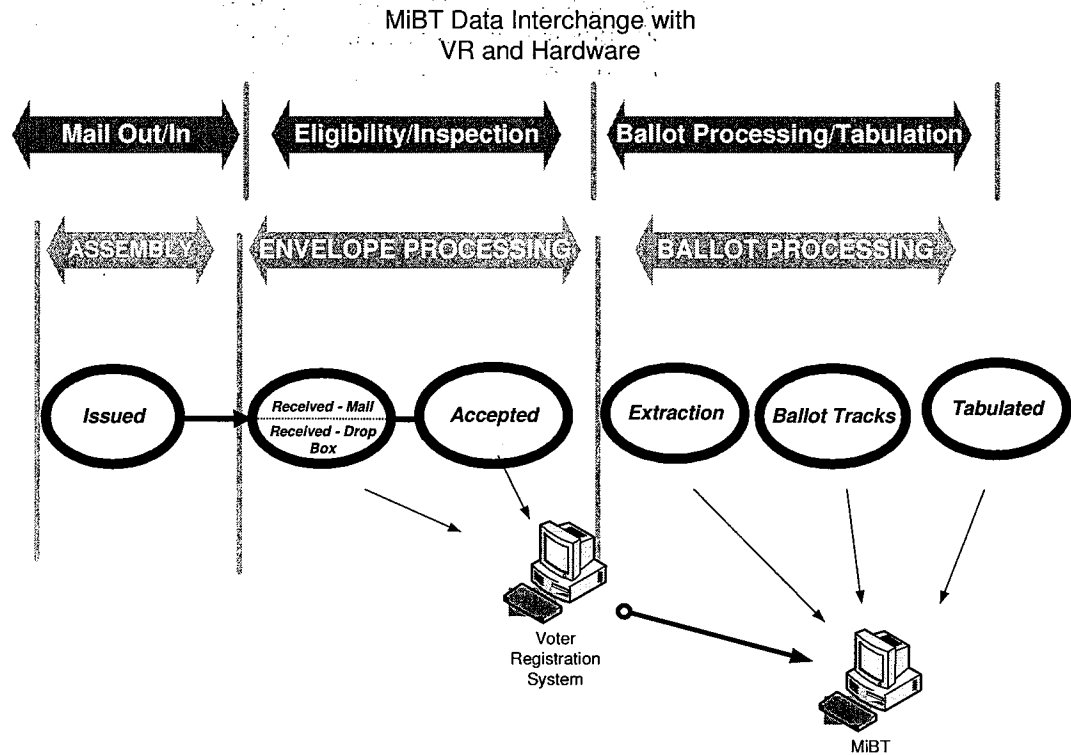 MiBT Data Interchange with
VR and Hardware
Mail Out/In
Eligibility/Inspection
Ballot Processing/Tabulation
ASSEMBLY
ENVELOPE PROCESSING
BALLOT PROCESSING
Issued
Received - Mail
Received - Drop
Box
Accepted
Extraction
Ballot Tracks
Tabulated
Voter
Registration
System
MiBT